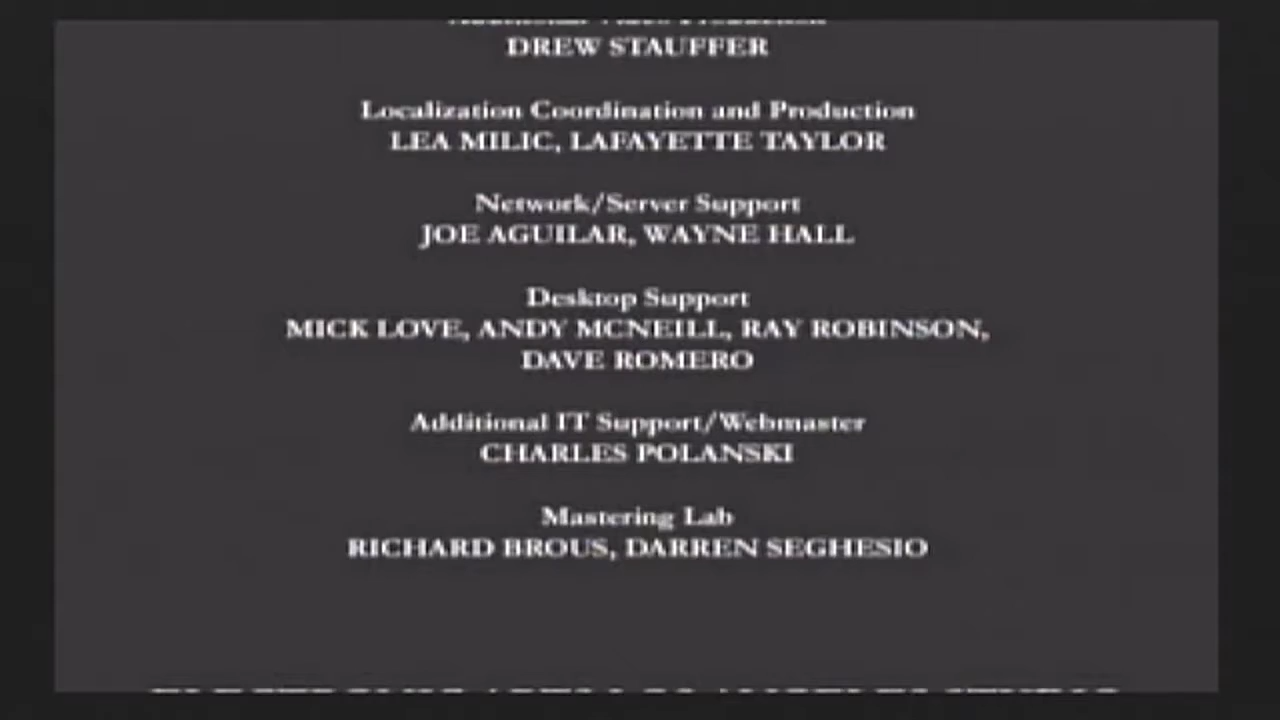 DREW STAUFFER
Localization Coordination and Production
LEA MILIC, LAFAYETTE TAYLOR
Network/Server Support
JOE AGUILAR, WAYNE HALL
Desktop Support
MICK LOVE, ANDY MCNEILL, RAY ROBINSON,
DAVE ROMERO
Additional IT Support/Webmaster
CHARLES POLANSKI
Mastering Lab
RICHARD BROUS, DARREN SEGHESIO